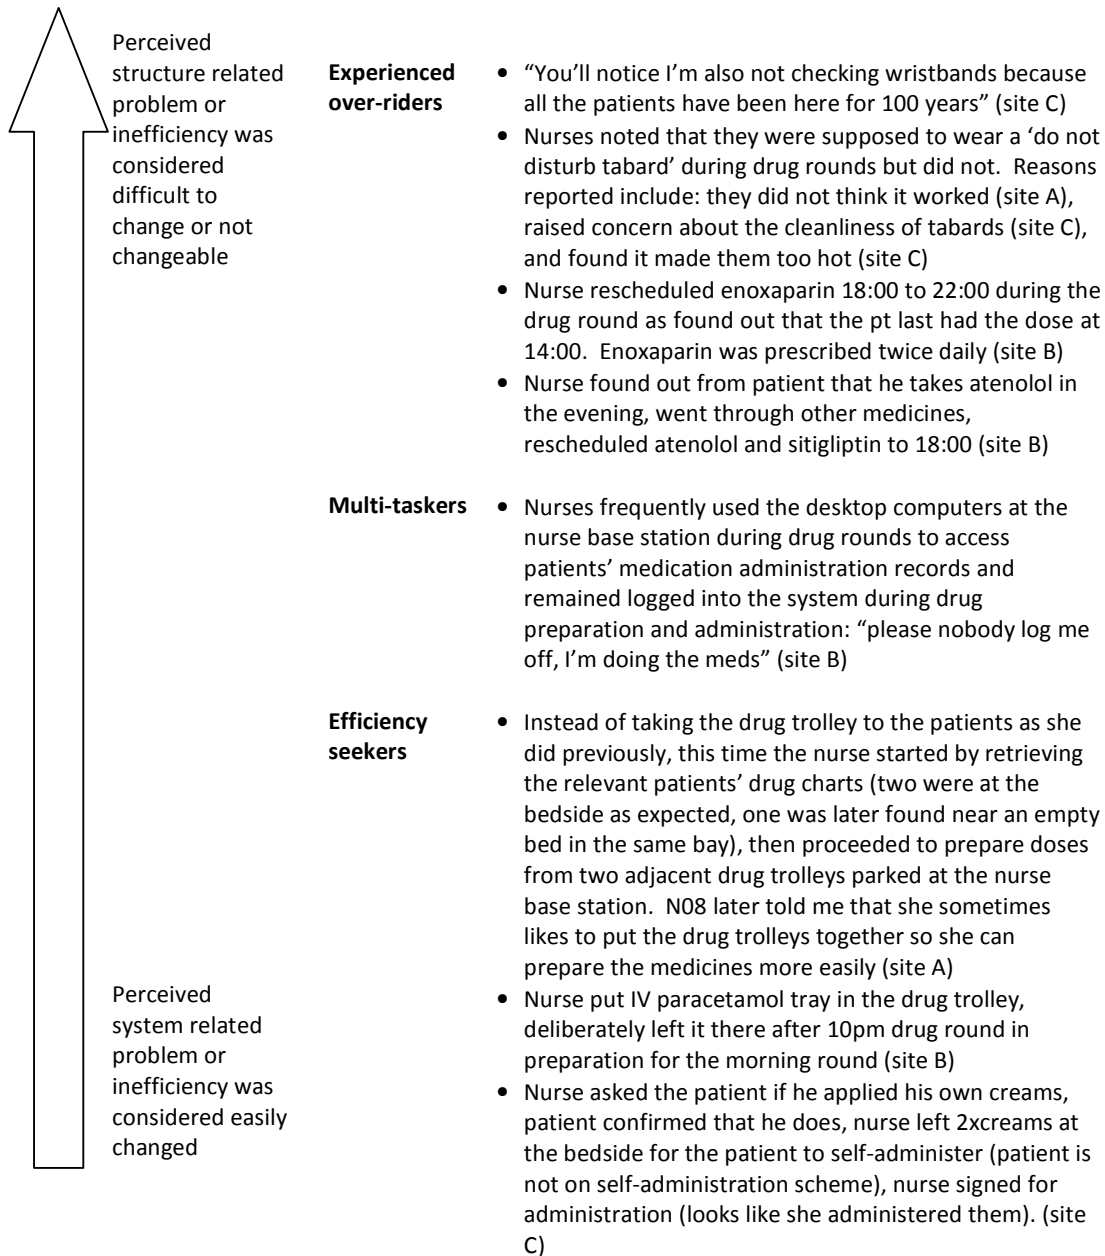 Perceived
structure related
problem or
inefficiency was
considered
difficult to
change or not
changeable
Experienced
over-riders
• “You’ll notice I’m also not checking wristbands because
all the patients have been here for 100 years” (site C)
• Nurses noted that they were supposed to wear a ‘do not
disturb tabard’ during drug rounds but did not.  Reasons
reported include: they did not think it worked (site A),
raised concern about the cleanliness of tabards (site C),
and found it made them too hot (site C)
• Nurse rescheduled enoxaparin 18:00 to 22:00 during the
drug round as found out that the pt last had the dose at
14:00.  Enoxaparin was prescribed twice daily (site B)
• Nurse found out from patient that he takes atenolol in
the evening, went through other medicines,
rescheduled atenolol and sitigliptin to 18:00 (site B)
Multi-taskers
• Nurses frequently used the desktop computers at the
nurse base station during drug rounds to access
patients’ medication administration records and
remained logged into the system during drug
preparation and administration: “please nobody log me
off, I’m doing the meds” (site B)
Efficiency
seekers
• Instead of taking the drug trolley to the patients as she
did previously, this time the nurse started by retrieving
the relevant patients’ drug charts (two were at the
bedside as expected, one was later found near an empty
bed in the same bay), then proceeded to prepare doses
from two adjacent drug trolleys parked at the nurse
base station.  N08 later told me that she sometimes
likes to put the drug trolleys together so she can
prepare the medicines more easily (site A)
Perceived
system related
problem or
inefficiency was
considered easily
changed
• Nurse put IV paracetamol tray in the drug trolley,
deliberately left it there after 10pm drug round in
preparation for the morning round (site B)
• Nurse asked the patient if he applied his own creams,
patient confirmed that he does, nurse left 2xcreams at
the bedside for the patient to self-administer (patient is
not on self-administration scheme), nurse signed for
administration (looks like she administered them). (site
C)